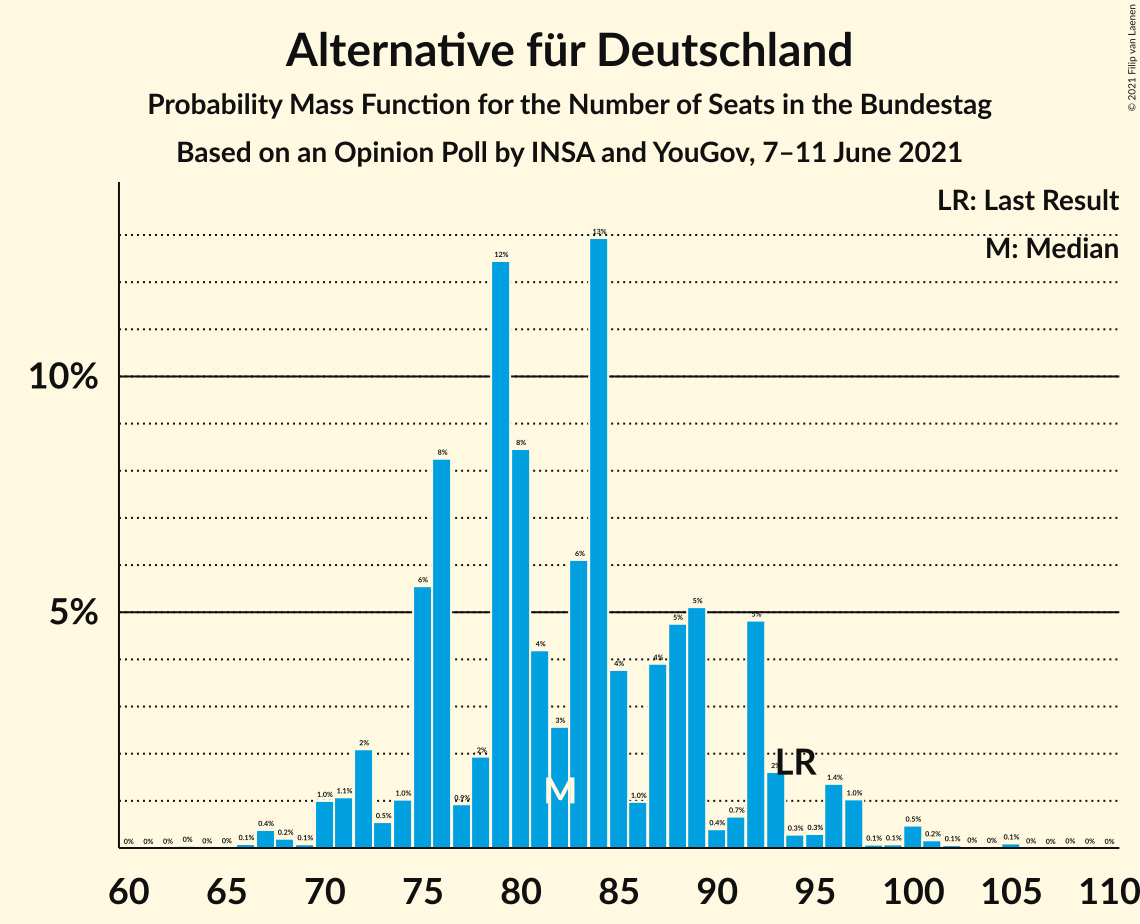 Alternative für Deutschland
Probability Mass Function for the Number of Seats in the Bundestag
Based on an Opinion Poll by INSA and YouGov, 7–11 June 2021
© 2021 Filip van Laenen
LR: Last Result
M: Median
10%
5%
0% 0% 0% 0% 0% 0% 0.1% 0.4% 0.2% 0.1% 1.0% 1.1% 2% 0.5% 1.0% 6% 8% 0.9% 2% 12% 8% 4% 3% 6% 13% 4% 1.0% 4% 5% 5% 0.4% 0.7% 5% 2% 0.3% 0.3% 1.4% 1.0% 0.1% 0.1% 0.5% 0.2% 0.1% 0% 0% 0.1% 0% 0% 0% 0% 0%
M
LR
60 65 70 75 80 85 90 95 100 105 110